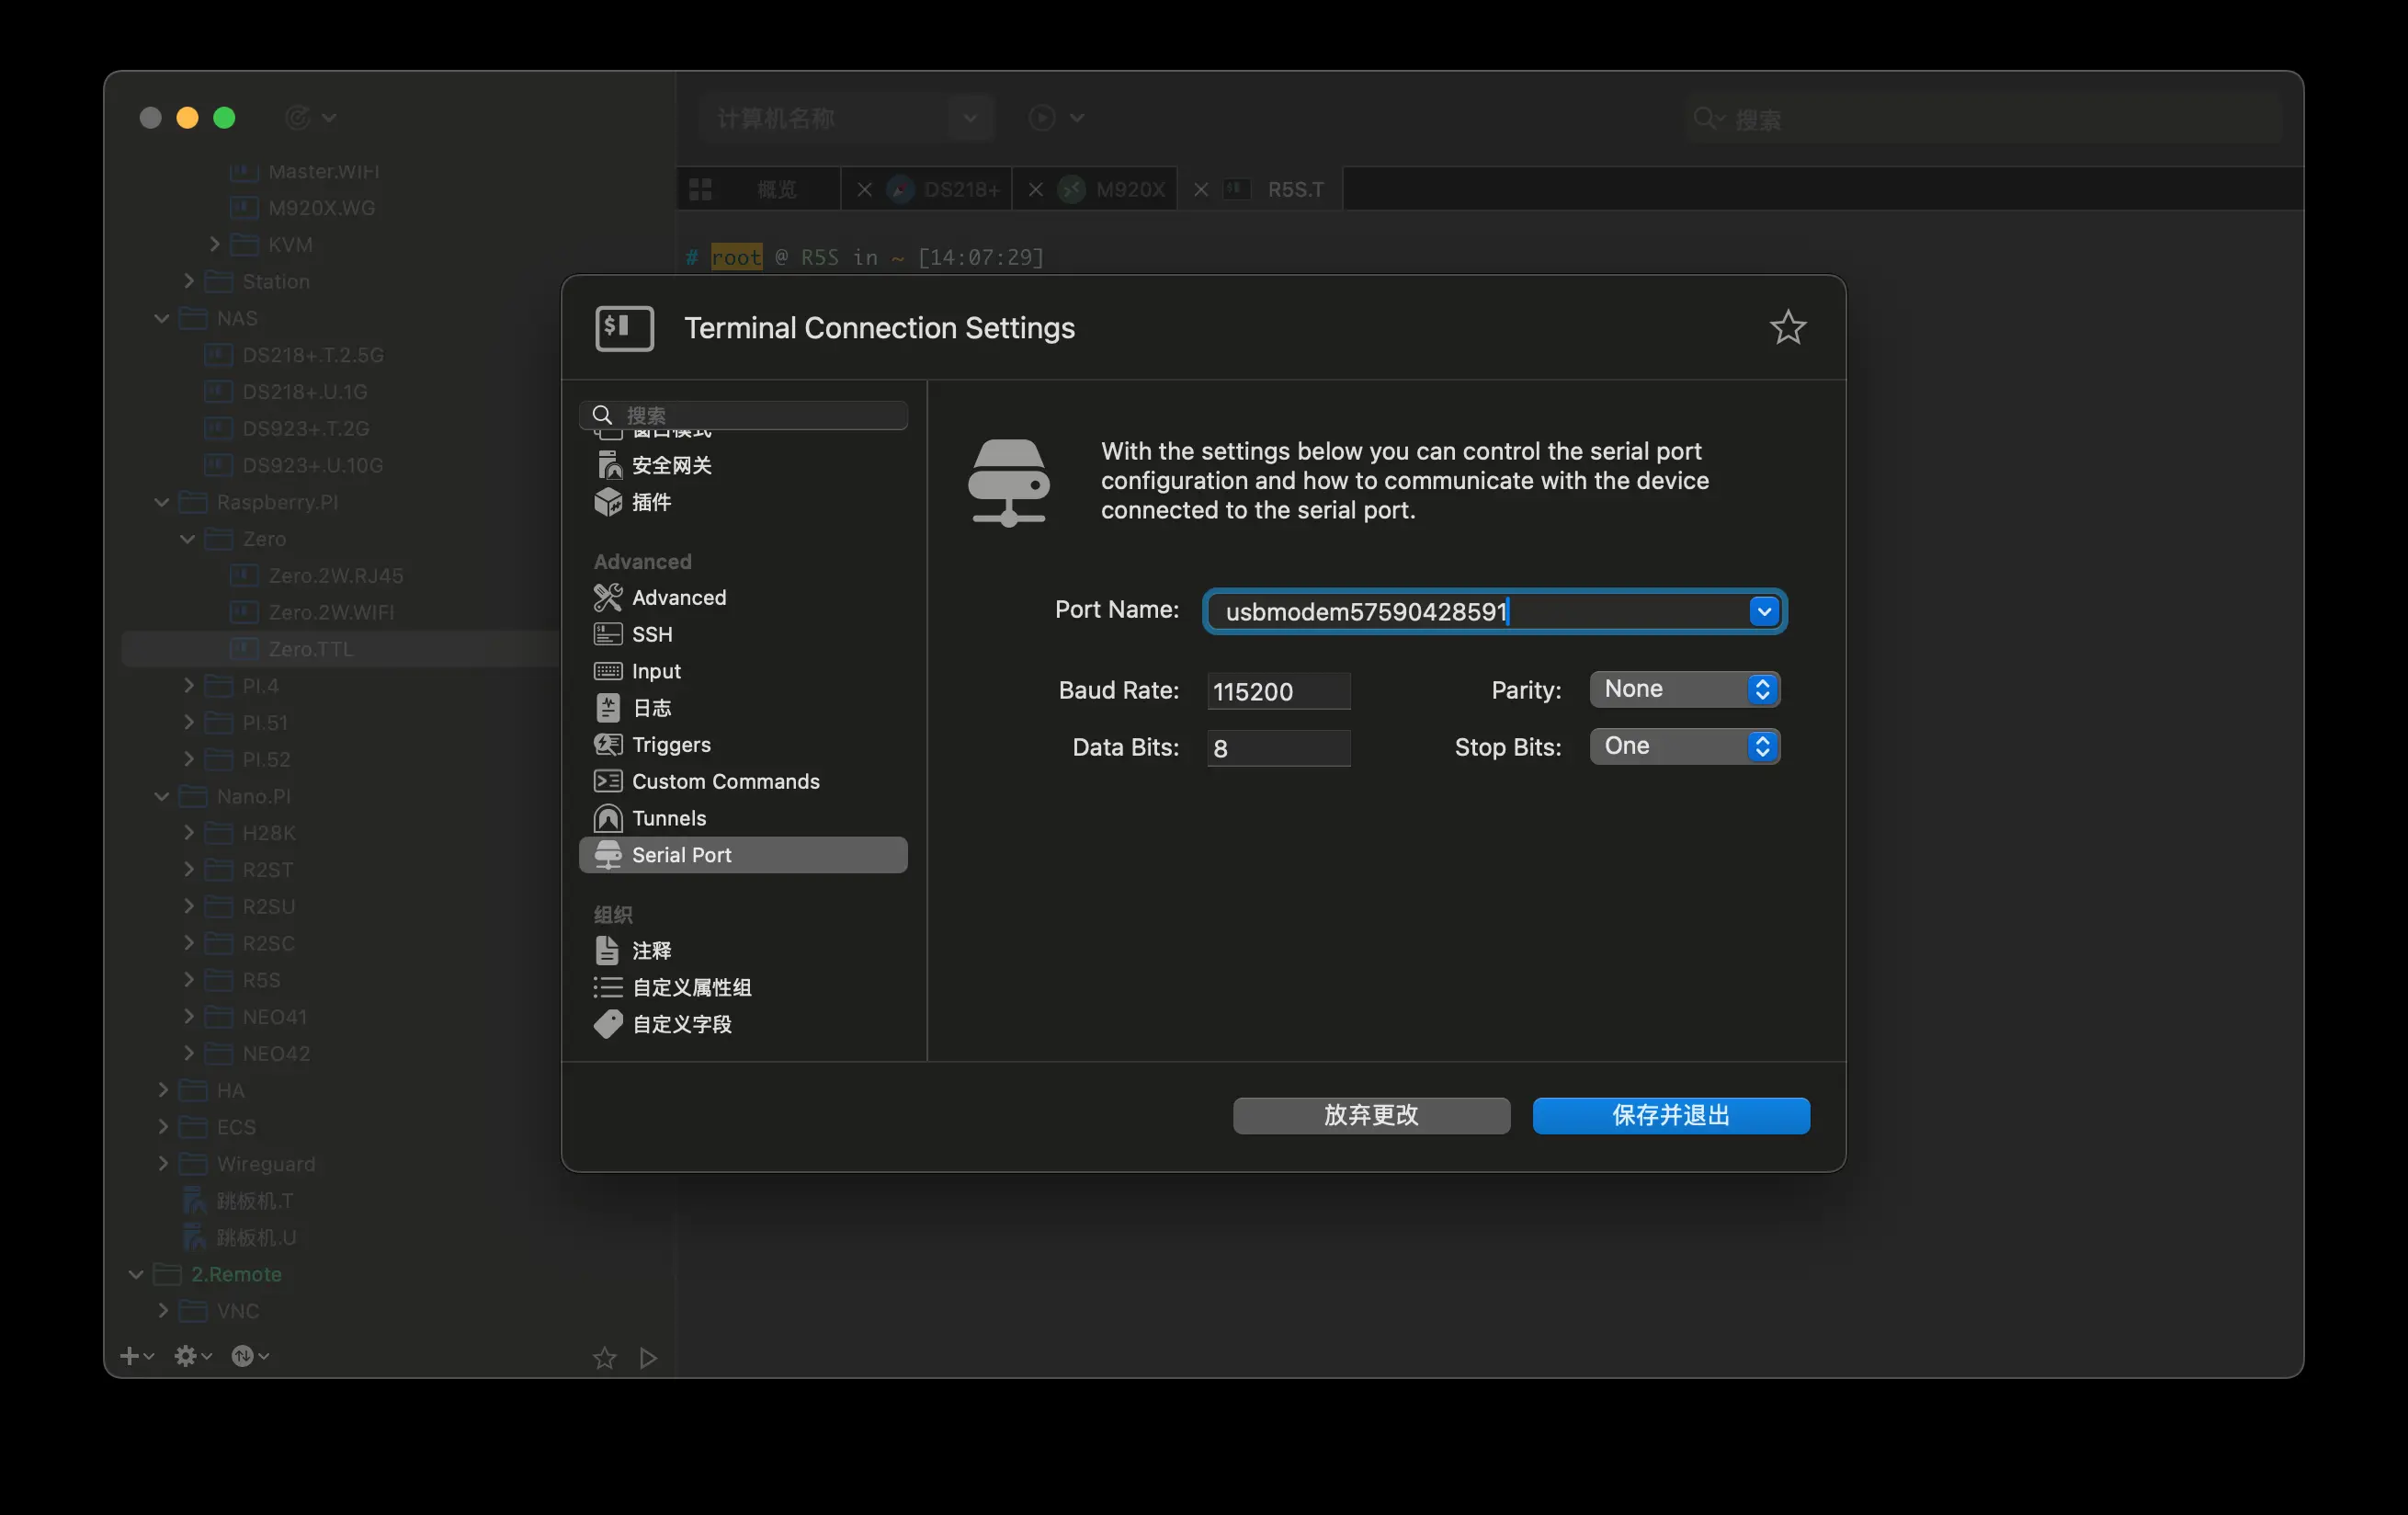 计算机名称
搜索
Master.WIFI
M920X.WG
KVM
Station
NAS
DS218+.T.2.5G
DS218+.U.1G
DS923+.T.2G
DS923+.U.10G
Raspberry.PI
Zero
Zero.2W.RJ45
Zero.2W.WIFI
Zero.TTL
PI.4
PI.51
PI.52
Nano.PI
H28K
R2ST
R2SU
R2SC
R5S
NEO41
NEO42
HA
ECS
Wireguard
跳板机.T
跳板机.U
2.Remote
VNC
概览
DS218+
M920X
R5S.T
# root @ R5S in ~ [14:07:29]
Terminal Connection Settings
搜索
窗口模式
安全网关
插件
Advanced
Advanced
SSH
Input
日志
Triggers
Custom Commands
Tunnels
Serial Port
组织
注释
自定义属性组
自定义字段
With the settings below you can control the serial port
configuration and how to communicate with the device
connected to the serial port.
Port Name: usbmodem57590428591
Baud Rate: 115200 Parity: None
Data Bits: 8 Stop Bits: One
放弃更改
保存并退出